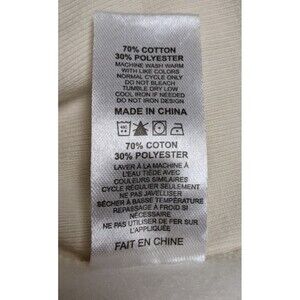 70% COTTON
30% POLYESTER
MACHINE WASH WARM
WITH LIKE COLORS
NORMAL CYCLE ONLY
DO NOT BLEACH
TUMBLE DRY LOW
COOL IRON IF NEEDED
DO NOT IRON DESIGN
MADE IN CHINA
70% COTON
30% POLYESTER
LAVER À LA MACHINE À
L'EAU TIÈDE AVEC
COULEURS SIMILAIRES
CYCLE RÉGULIER SEULEMENT
NE PAS JAVELLISER
SÉCHER À BASSE TEMPÉRATURE
REPASSAGE À FROID SI
NÉCESSAIRE
NE PAS UTILISER DE FER SUR
L'APPLIQUÉ
FAIT EN CHINE